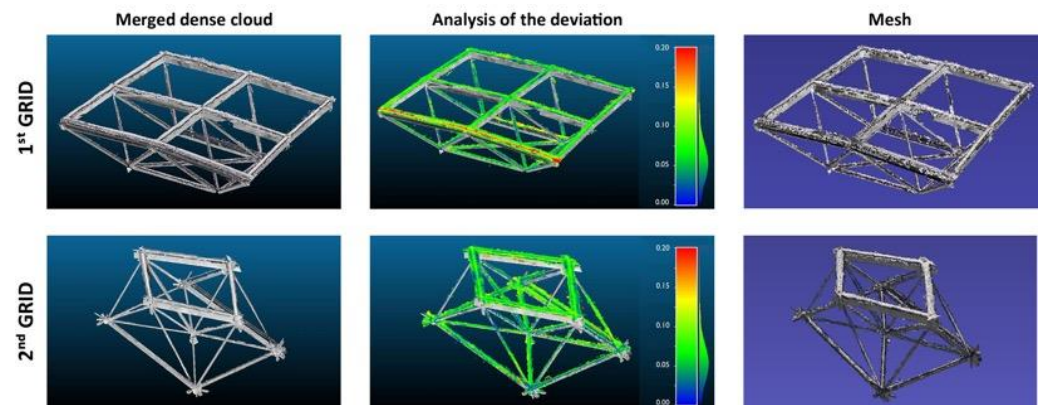 Merged dense cloud
Analysis of the deviation
Mesh
1st GRID
0.20
0.15
0.10
0.05
0.00
2nd GRID
0.20
0.15
0.10
0.05
0.00